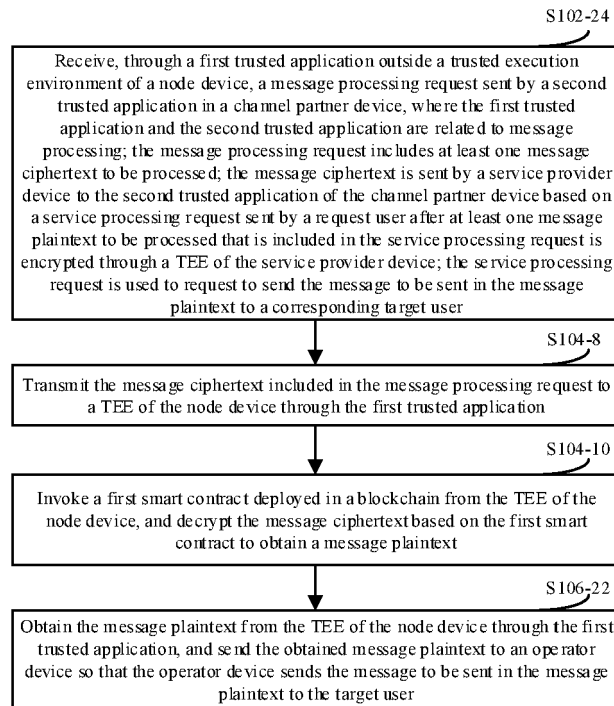 S102-24
Receive, through a first trusted application outside a trusted execution
environment of a node device, a message processing request sent by a second
trusted application in a channel partner device, where the first trusted
application and the second trusted application are related to message
processing; the message processing request includes at least one message
ciphertext to be processed; the message ciphertext is sent by a service provider
device to the second trusted application of the channel partner device based on
a service processing request sent by a request user after at least one message
plaintext to be processed that is included in the service processing request is
encrypted through a TEE of the service provider device; the service processing
request is used to request to send the message to be sent in the message
plaintext to a corresponding target user
S104-8
Transmit the message ciphertext included in the message processing request to
a TEE of the node device through the first trusted application
S104-10
Invoke a first smart contract deployed in a blockchain from the TEE of the
node device, and decrypt the message ciphertext based on the first smart
contract to obtain a message plaintext
S106-22
Obtain the message plaintext from the TEE of the node device through the first
trusted application, and send the obtained message plaintext to an operator
device so that the operator device sends the message to be sent in the message
plaintext to the target user